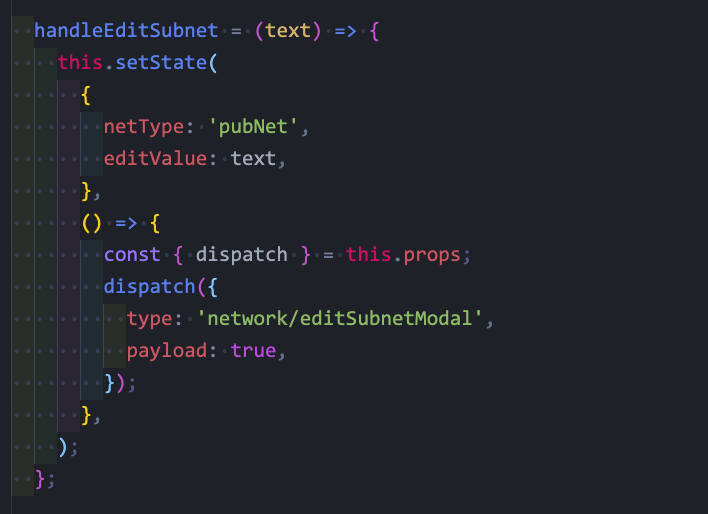 handleEditSubnet = (text) => {
this.setState(
{
netType: 'pubNet',
editValue: text,
},
() => {
const { dispatch } = this.props;
dispatch({
type: 'network/editSubnetModal',
payload: true,
});
},
);
};